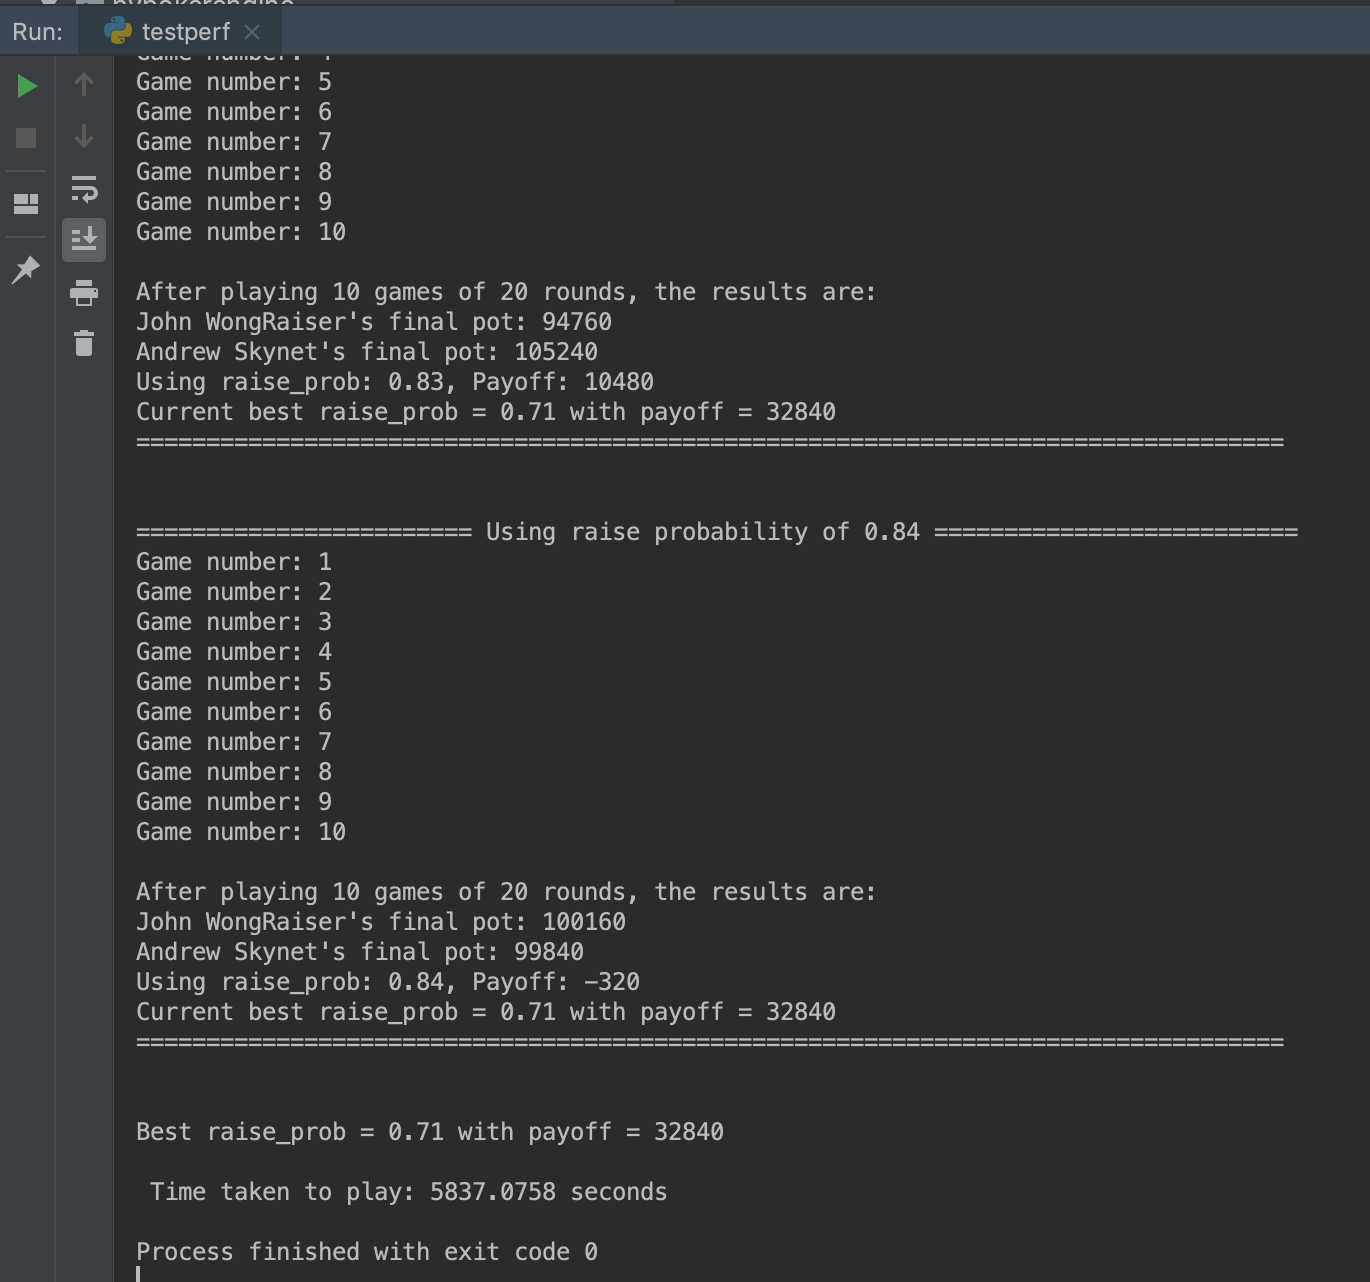 Run: testperf
Game number: 5
Game number: 6
Game number: 7
Game number: 8
Game number: 9
Game number: 10
After playing 10 games of 20 rounds, the results are:
John WongRaiser's final pot: 94760
Andrew Skynet's final pot: 105240
Using raise_prob: 0.83, Payoff: 10480
Current best raise_prob = 0.71 with payoff = 32840
==================================================================================
======================== Using raise probability of 0.84 ==========================
Game number: 1
Game number: 2
Game number: 3
Game number: 4
Game number: 5
Game number: 6
Game number: 7
Game number: 8
Game number: 9
Game number: 10
After playing 10 games of 20 rounds, the results are:
John WongRaiser's final pot: 100160
Andrew Skynet's final pot: 99840
Using raise_prob: 0.84, Payoff: -320
Current best raise_prob = 0.71 with payoff = 32840
==================================================================================
Best raise_prob = 0.71 with payoff = 32840
Time taken to play: 5837.0758 seconds
Process finished with exit code 0